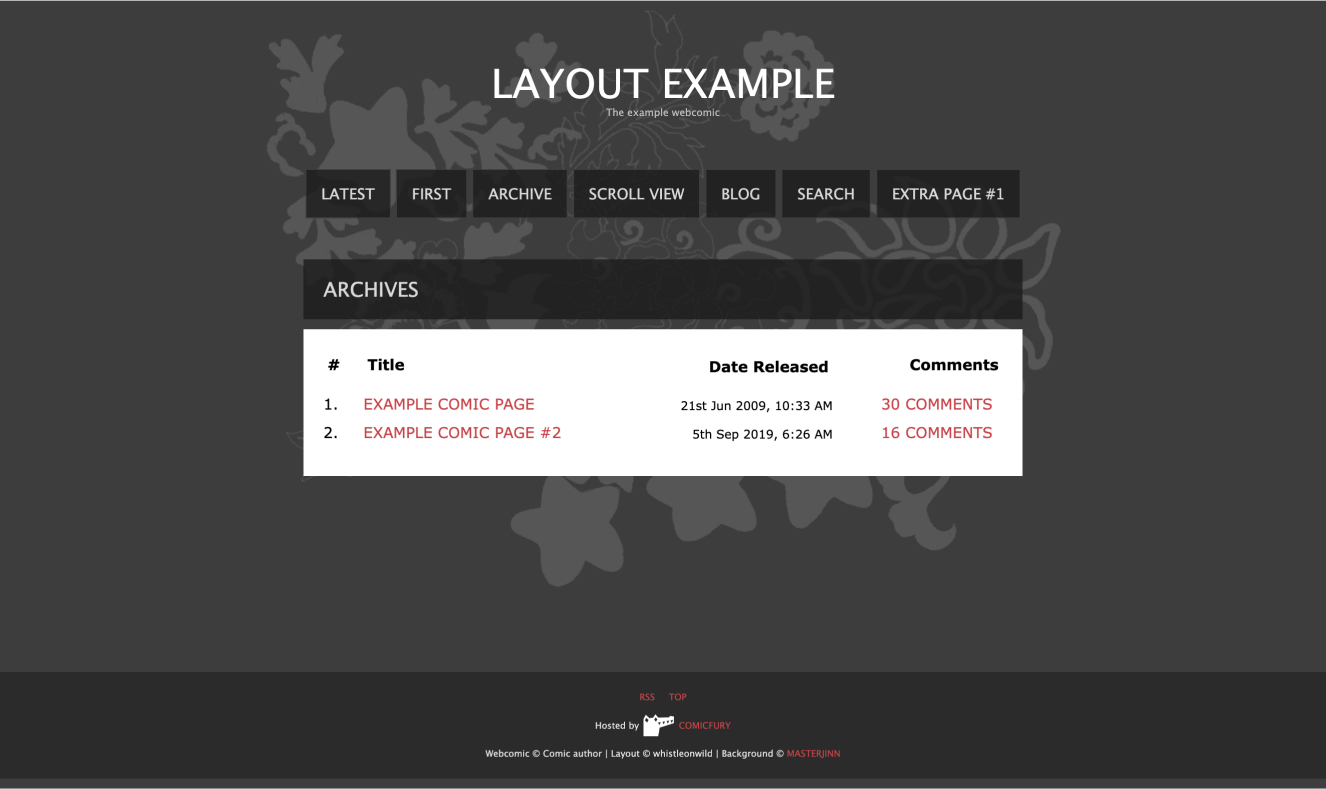 LAYOUT EXAMPLE
The example webcomic
LATEST FIRST ARCHIVE SCROLL VIEW BLOG SEARCH EXTRA PAGE #1
ARCHIVES
# Title Date Released Comments
1. EXAMPLE COMIC PAGE 21st Jun 2009, 10:33 AM 30 COMMENTS
2. EXAMPLE COMIC PAGE #2 5th Sep 2019, 6:26 AM 16 COMMENTS
RSS TOP
Hosted by COMICFURY
Webcomic © Comic author | Layout © whistleonwild | Background © MASTERJINN